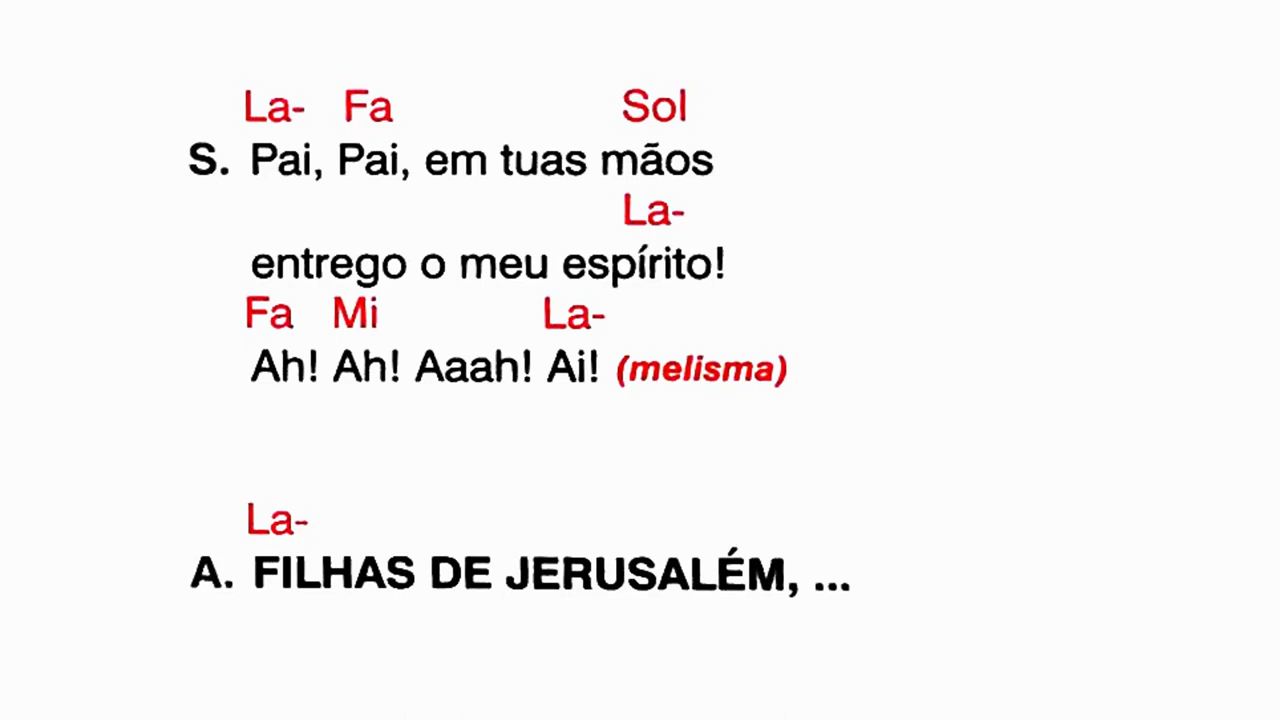 La- Fa Sol
S. Pai, Pai, em tuas mãos
La-
entrego o meu espírito!
Fa Mi La-
Ah! Ah! Aaah! Ai! (melisma)
La-
A. FILHAS DE JERUSALÉM, ...